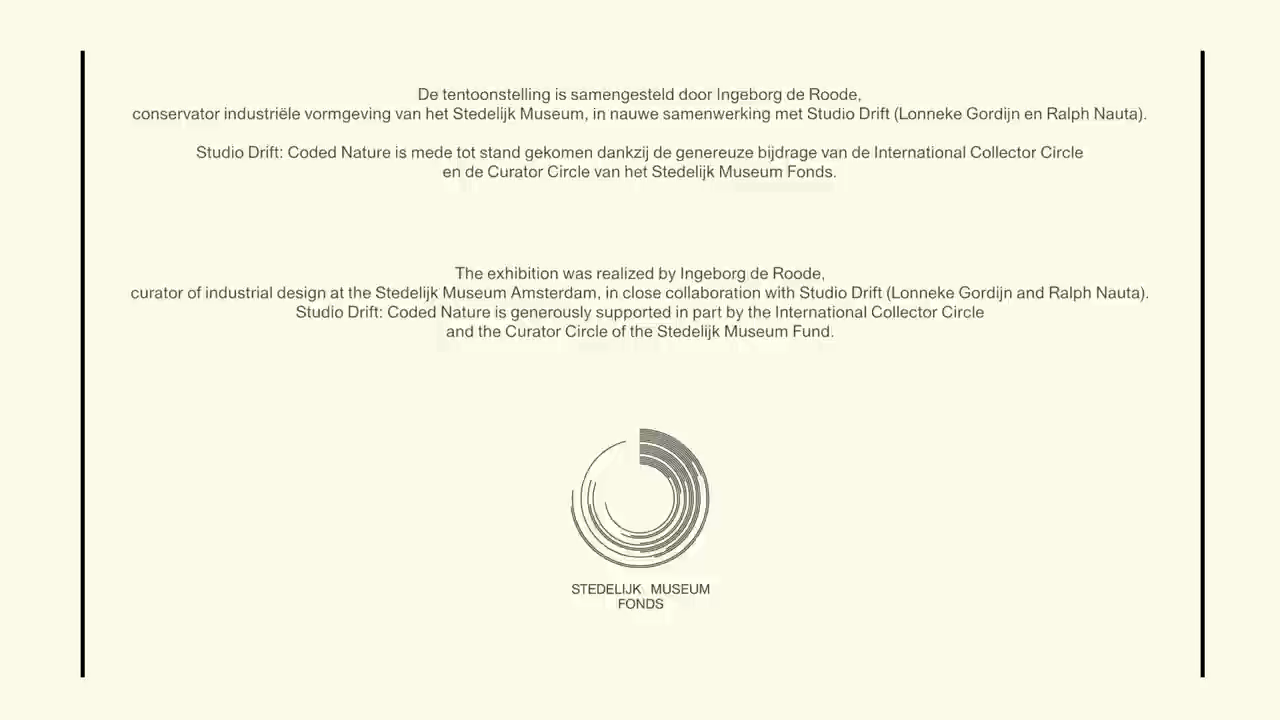 De tentoonstelling is samengesteld door Ingeborg de Roode,
conservator industriële vormgeving van het Stedelijk Museum, in nauwe samenwerking met Studio Drift (Lonneke Gordijn en Ralph Nauta).
Studio Drift: Coded Nature is mede tot stand gekomen dankzij de genereuze bijdrage van de International Collector Circle
en de Curator Circle van het Stedelijk Museum Fonds.
The exhibition was realized by Ingeborg de Roode,
curator of industrial design at the Stedelijk Museum Amsterdam, in close collaboration with Studio Drift (Lonneke Gordijn and Ralph Nauta).
Studio Drift: Coded Nature is generously supported in part by the International Collector Circle
and the Curator Circle of the Stedelijk Museum Fund.
STEDELIJK MUSEUM
FONDS